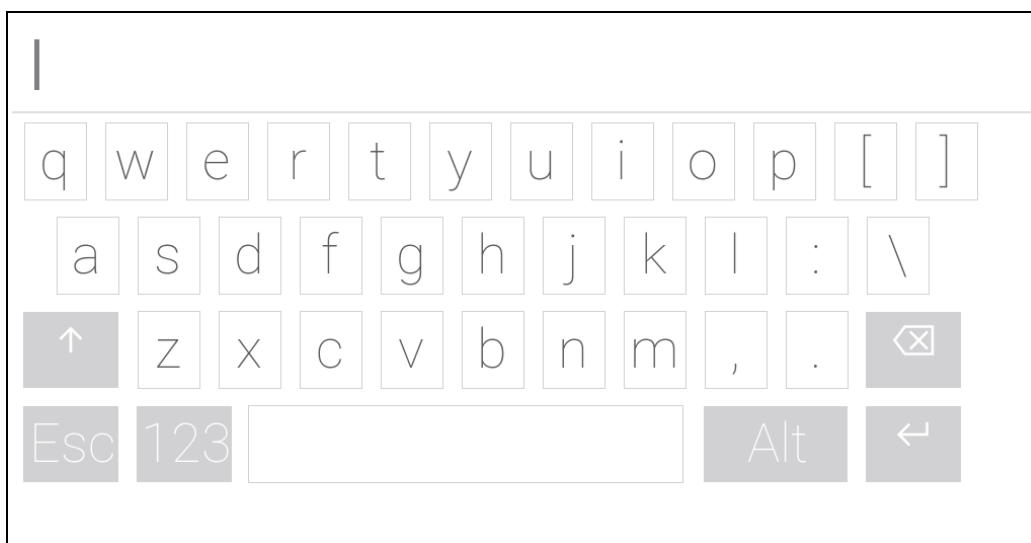 q w e r t y u i o p [ ]
a s d f g h j k l : \
z x c v b n m , .
Esc 123 Alt